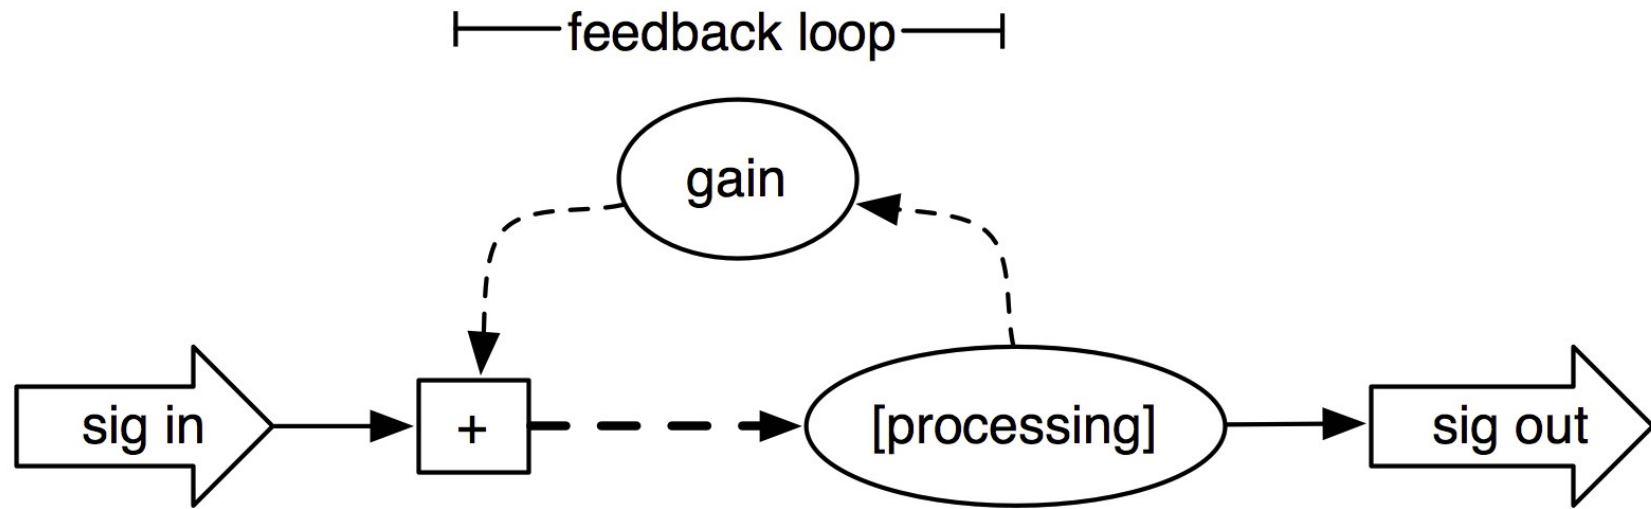 feedback loop
gain
sig in
+
[processing]
sig out